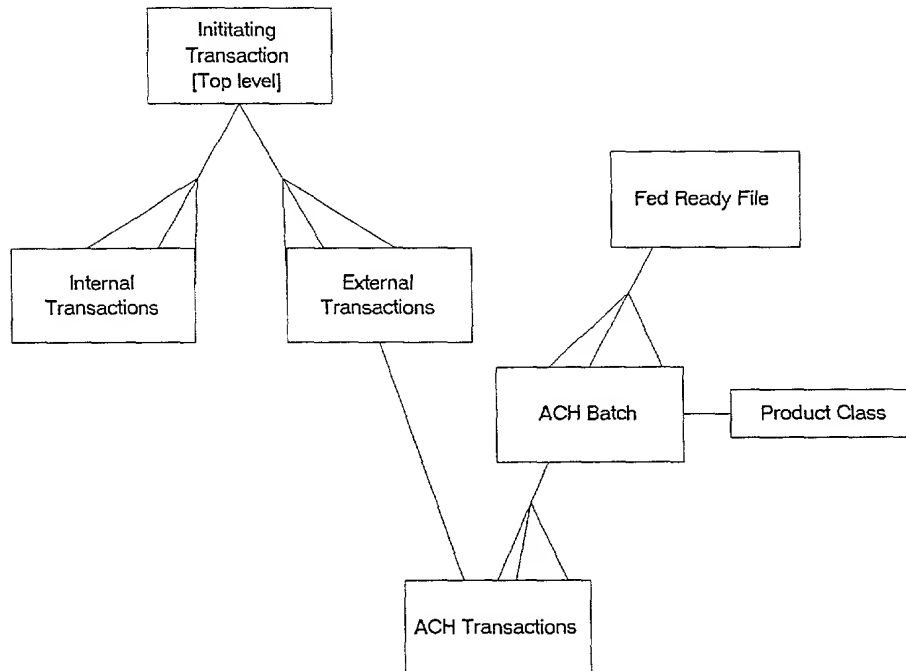 Inititating
Transaction
[Top level]
Fed Ready File
Internal
Transactions
External
Transactions
ACH Batch
Product Class
ACH Transactions